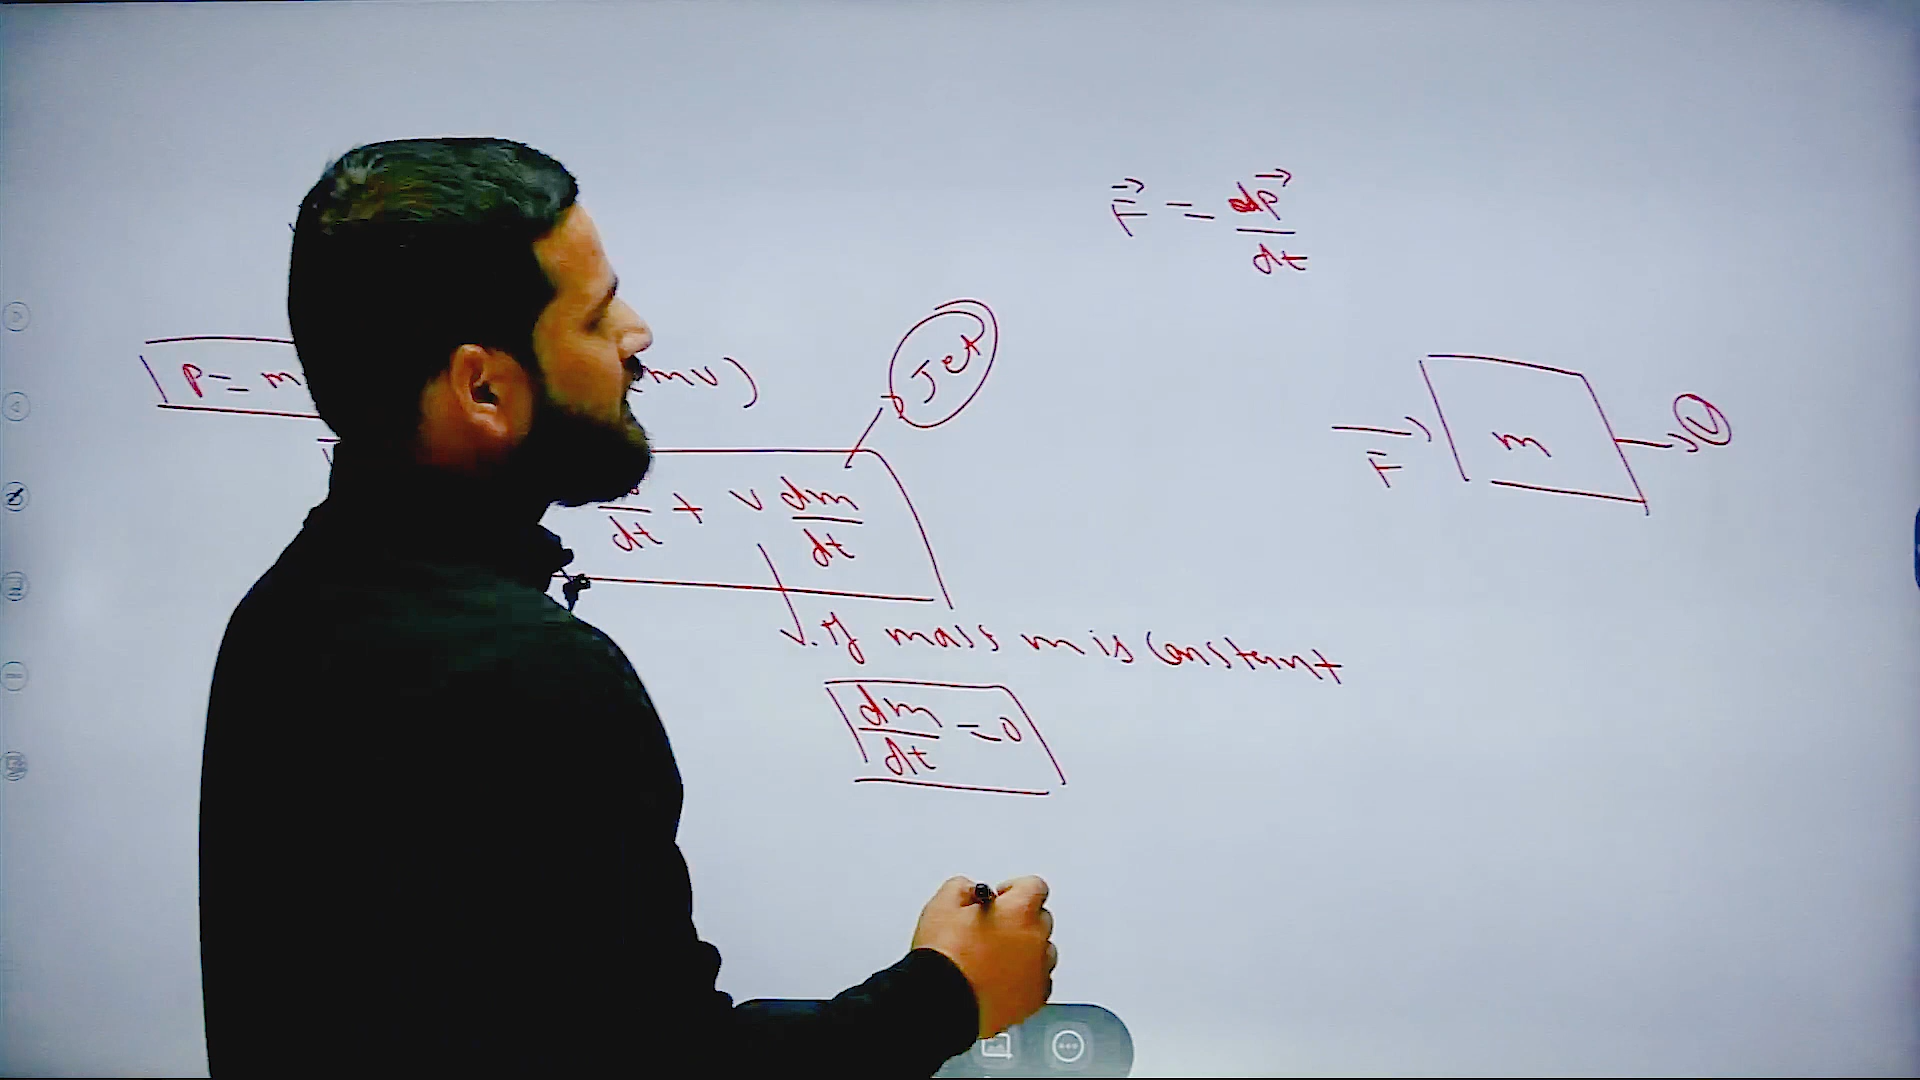 F⃗ = dp⃗/dt
Jet
P = m
mv)
dt + v dm/dt
m
F
v
if mass m is constant
dm/dt = 0